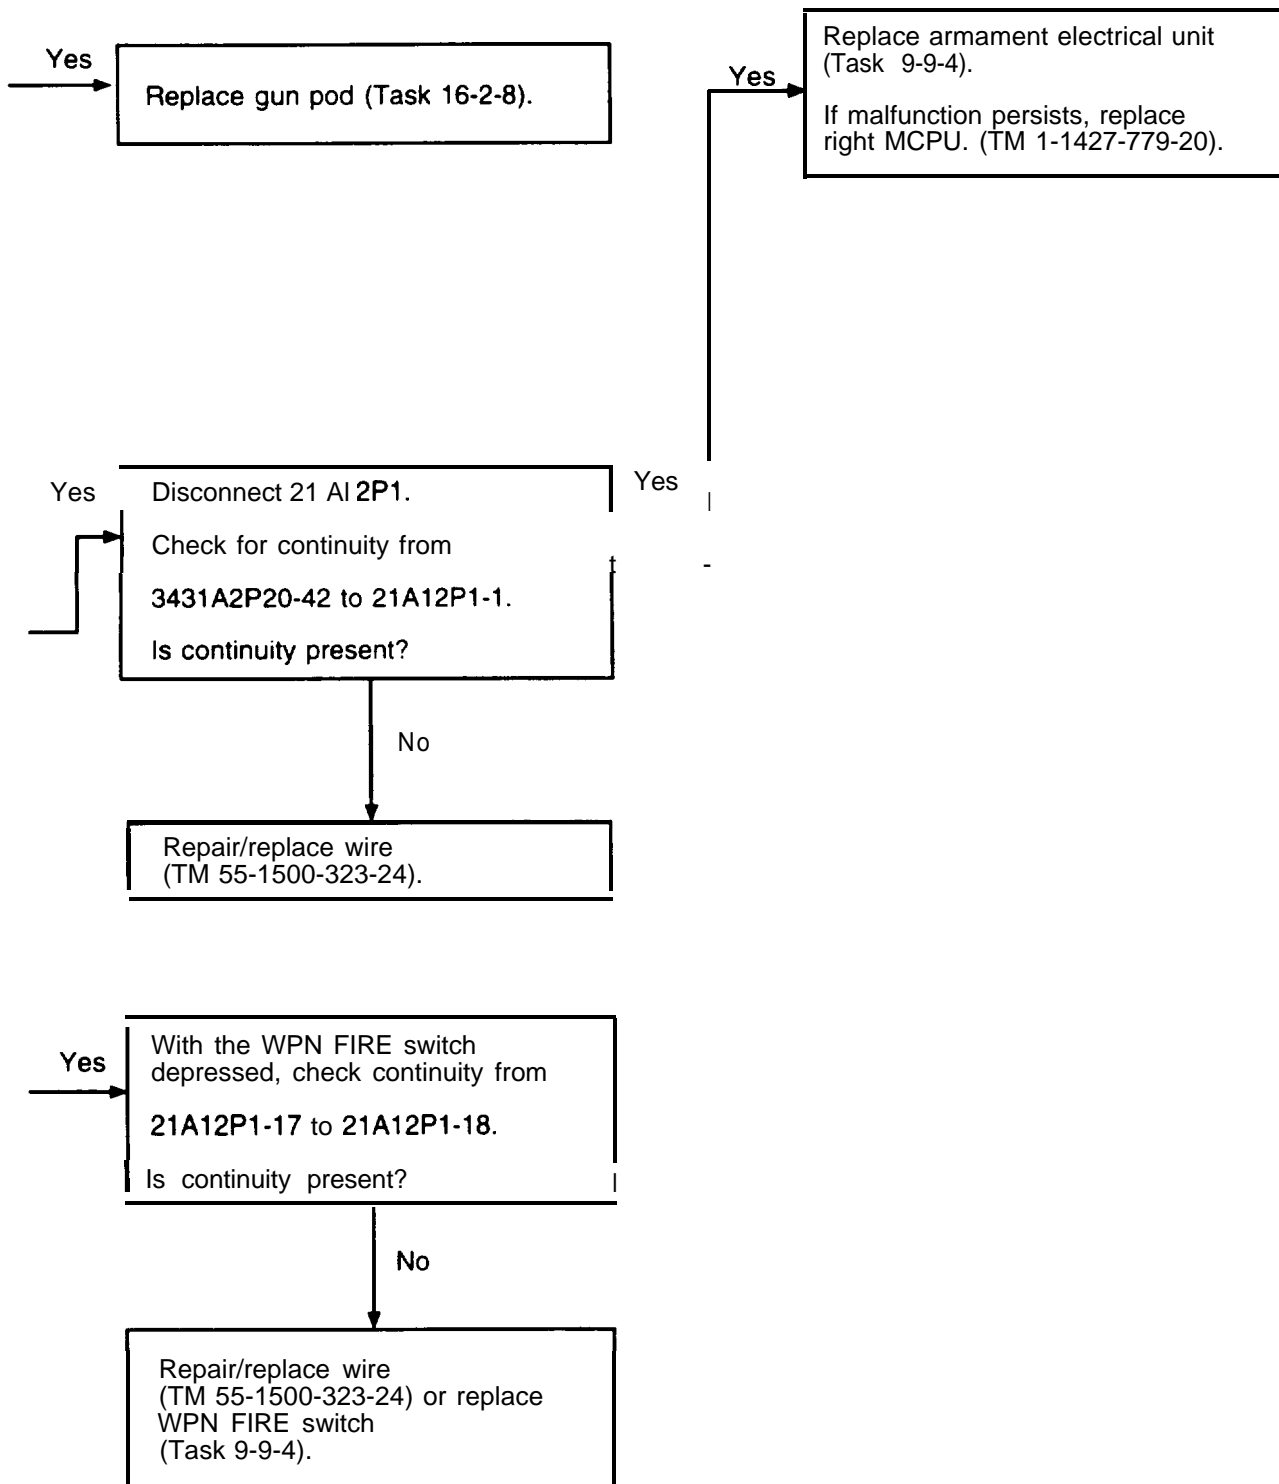 Yes
Replace gun pod (Task 16-2-8).
Yes
Replace armament electrical unit
(Task 9-9-4).
If malfunction persists, replace
right MCPU. (TM 1-1427-779-20).
Yes
Disconnect 21 Al 2P1.
Check for continuity from
3431A2P20-42 to 21A12P1-1.
Is continuity present?
Yes
No
Repair/replace wire
(TM 55-1500-323-24).
Yes
With the WPN FIRE switch
depressed, check continuity from
21A12P1-17 to 21A12P1-18.
Is continuity present?
No
Repair/replace wire
(TM 55-1500-323-24) or replace
WPN FIRE switch
(Task 9-9-4).